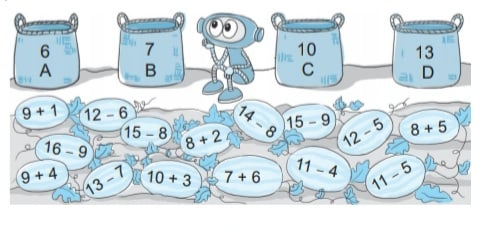 6
A
7
B
10
C
13
D
9 + 1
12 – 6
15 – 8
8 + 2
14 – 8
15 – 9
12 – 5
8 + 5
16 – 9
9 + 4
13 – 7
10 + 3
7 + 6
11 – 4
11 – 5